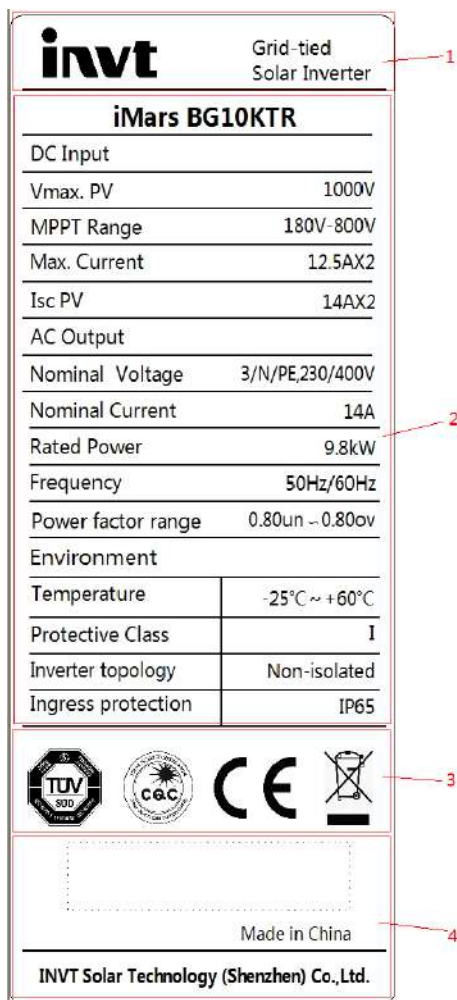 invt
Grid-tied
Solar Inverter
1
iMars BG10KTR
DC Input
Vmax. PV 1000V
MPPT Range 180V-800V
Max. Current 12.5AX2
Isc PV 14AX2
AC Output
Nominal Voltage 3/N/PE,230/400V
Nominal Current 14A
2
Rated Power 9.8kW
Frequency 50Hz/60Hz
Power factor range 0.80un ~ 0.80ov
Environment
Temperature -25°C ~ +60°C
Protective Class I
Inverter topology Non-isolated
Ingress protection IP65
TÜV
SÜD
CQC
CE
3
Made in China
4
INVT Solar Technology (Shenzhen) Co.,Ltd.